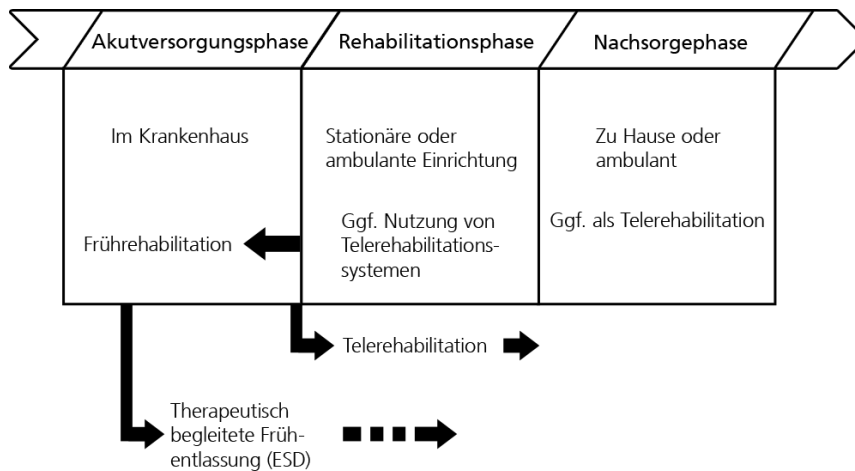 Akutversorgungsphase
Rehabilitationsphase
Nachsorgephase
Im Krankenhaus
Frührehabilitation
Stationäre oder
ambulante Einrichtung
Ggf. Nutzung von
Telerehabilitations-
systemen
Zu Hause oder
ambulant
Ggf. als Telerehabilitation
Telerehabilitation
Therapeutisch
begleitete Früh-
entlassung (ESD)